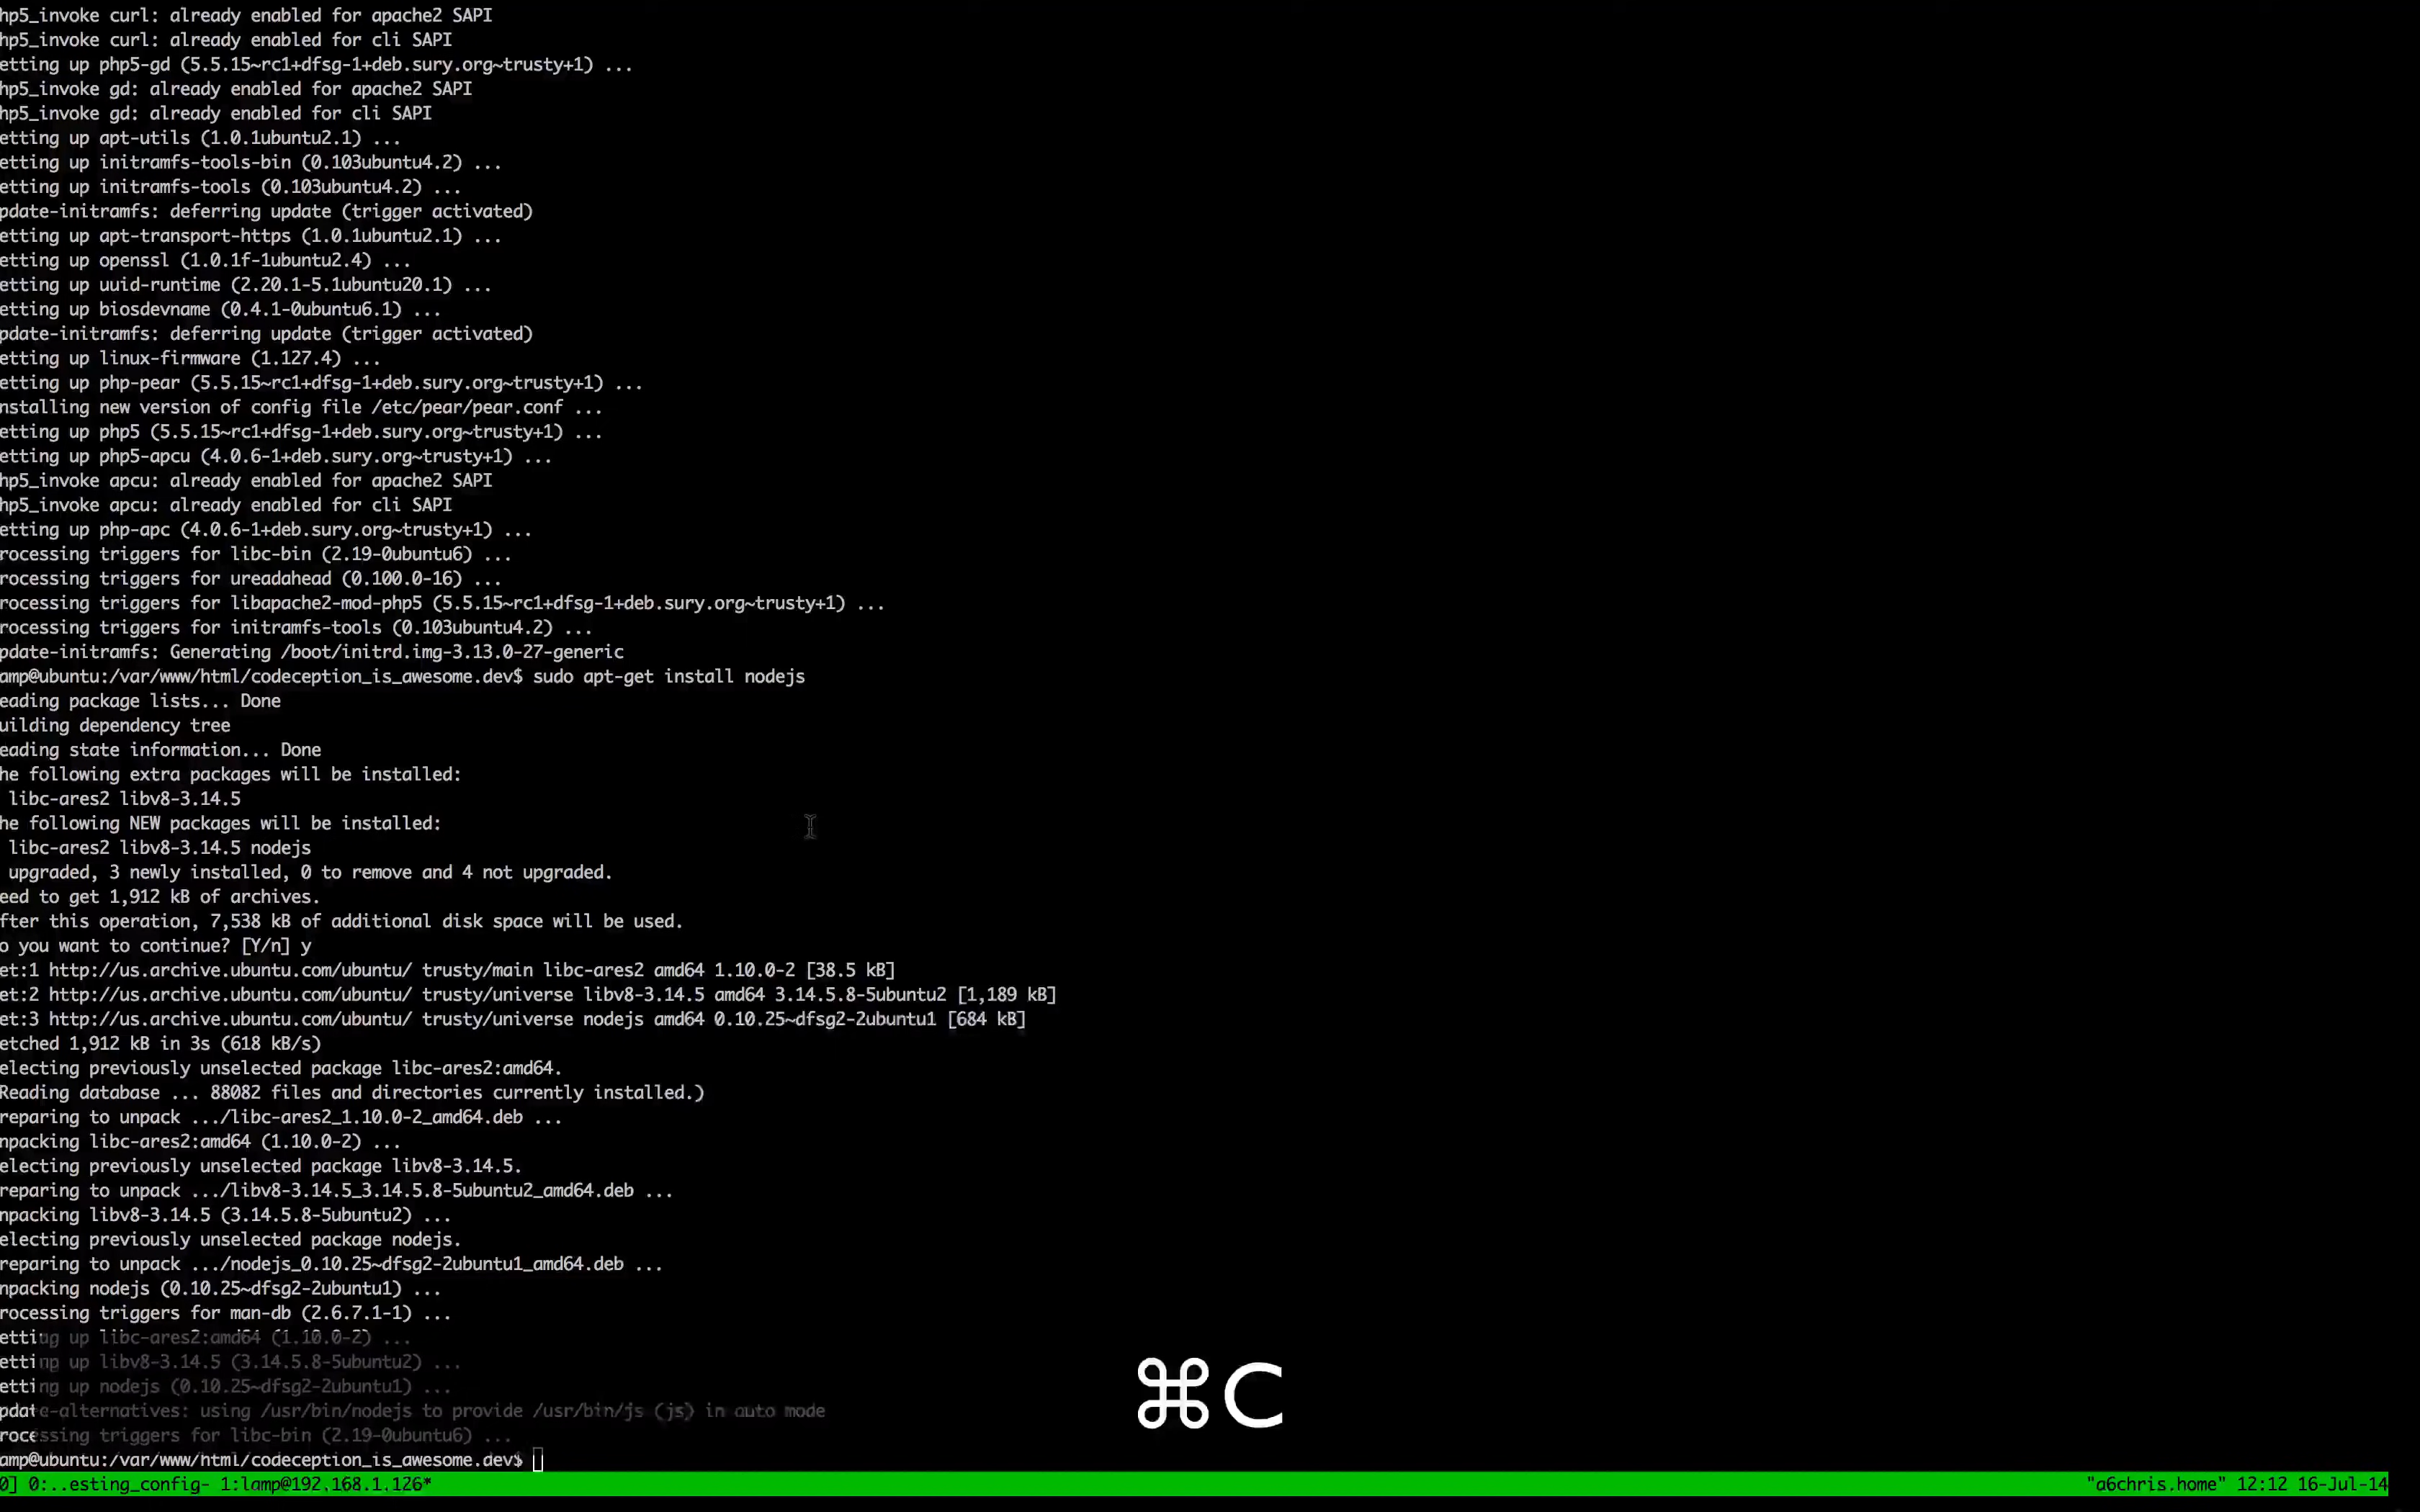 hp5_invoke curl: already enabled for apache2 SAPI
hp5_invoke curl: already enabled for cli SAPI
etting up php5-gd (5.5.15~rc1+dfsg-1+deb.sury.org~trusty+1) ...
hp5_invoke gd: already enabled for apache2 SAPI
hp5_invoke gd: already enabled for cli SAPI
etting up apt-utils (1.0.1ubuntu2.1) ...
etting up initramfs-tools-bin (0.103ubuntu4.2) ...
etting up initramfs-tools (0.103ubuntu4.2) ...
pdate-initramfs: deferring update (trigger activated)
etting up apt-transport-https (1.0.1ubuntu2.1) ...
etting up openssl (1.0.1f-1ubuntu2.4) ...
etting up uuid-runtime (2.20.1-5.1ubuntu20.1) ...
etting up biosdevname (0.4.1-0ubuntu6.1) ...
pdate-initramfs: deferring update (trigger activated)
etting up linux-firmware (1.127.4) ...
etting up php-pear (5.5.15~rc1+dfsg-1+deb.sury.org~trusty+1) ...
nstalling new version of config file /etc/pear/pear.conf ...
etting up php5 (5.5.15~rc1+dfsg-1+deb.sury.org~trusty+1) ...
etting up php5-apcu (4.0.6-1+deb.sury.org~trusty+1) ...
hp5_invoke apcu: already enabled for apache2 SAPI
hp5_invoke apcu: already enabled for cli SAPI
etting up php-apc (4.0.6-1+deb.sury.org~trusty+1) ...
rocessing triggers for libc-bin (2.19-0ubuntu6) ...
rocessing triggers for ureadahead (0.100.0-16) ...
rocessing triggers for libapache2-mod-php5 (5.5.15~rc1+dfsg-1+deb.sury.org~trusty+1) ...
rocessing triggers for initramfs-tools (0.103ubuntu4.2) ...
pdate-initramfs: Generating /boot/initrd.img-3.13.0-27-generic
amp@ubuntu:/var/www/html/codeception_is_awesome.dev$ sudo apt-get install nodejs
eading package lists... Done
uilding dependency tree
eading state information... Done
he following extra packages will be installed:
libc-ares2 libv8-3.14.5
he following NEW packages will be installed:
libc-ares2 libv8-3.14.5 nodejs
upgraded, 3 newly installed, 0 to remove and 4 not upgraded.
eed to get 1,912 kB of archives.
fter this operation, 7,538 kB of additional disk space will be used.
o you want to continue? [Y/n] y
et:1 http://us.archive.ubuntu.com/ubuntu/ trusty/main libc-ares2 amd64 1.10.0-2 [38.5 kB]
et:2 http://us.archive.ubuntu.com/ubuntu/ trusty/universe libv8-3.14.5 amd64 3.14.5.8-5ubuntu2 [1,189 kB]
et:3 http://us.archive.ubuntu.com/ubuntu/ trusty/universe nodejs amd64 0.10.25~dfsg2-2ubuntu1 [684 kB]
etched 1,912 kB in 3s (618 kB/s)
electing previously unselected package libc-ares2:amd64.
Reading database ... 88082 files and directories currently installed.)
reparing to unpack .../libc-ares2_1.10.0-2_amd64.deb ...
npacking libc-ares2:amd64 (1.10.0-2) ...
electing previously unselected package libv8-3.14.5.
reparing to unpack .../libv8-3.14.5_3.14.5.8-5ubuntu2_amd64.deb ...
npacking libv8-3.14.5 (3.14.5.8-5ubuntu2) ...
electing previously unselected package nodejs.
reparing to unpack .../nodejs_0.10.25~dfsg2-2ubuntu1_amd64.deb ...
npacking nodejs (0.10.25~dfsg2-2ubuntu1) ...
rocessing triggers for man-db (2.6.7.1-1) ...
etting up libc-ares2:amd64 (1.10.0-2) ...
etting up libv8-3.14.5 (3.14.5.8-5ubuntu2) ...
etting up nodejs (0.10.25~dfsg2-2ubuntu1) ...
pdate-alternatives: using /usr/bin/nodejs to provide /usr/bin/js (js) in auto mode
rocessing triggers for libc-bin (2.19-0ubuntu6) ...
amp@ubuntu:/var/www/html/codeception_is_awesome.dev$
⌘C
0] 0:..esting_config- 1:lamp@192.168.1.126* "a6chris.home" 12:12 16-Jul-14